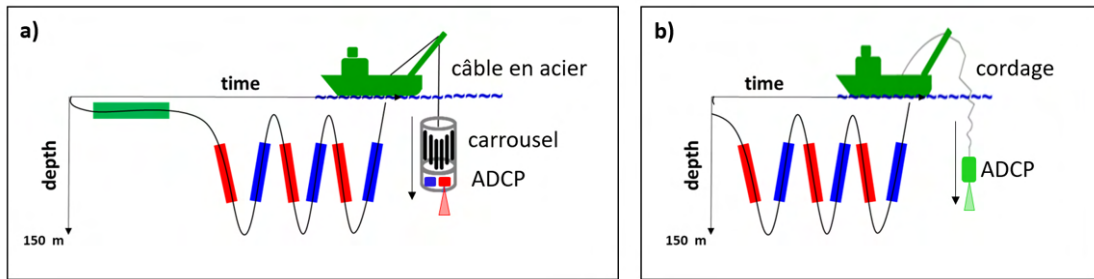 a)
câble en acier
time
carrousel
ADCP
depth
150 m
b)
cordage
time
ADCP
depth
150 m